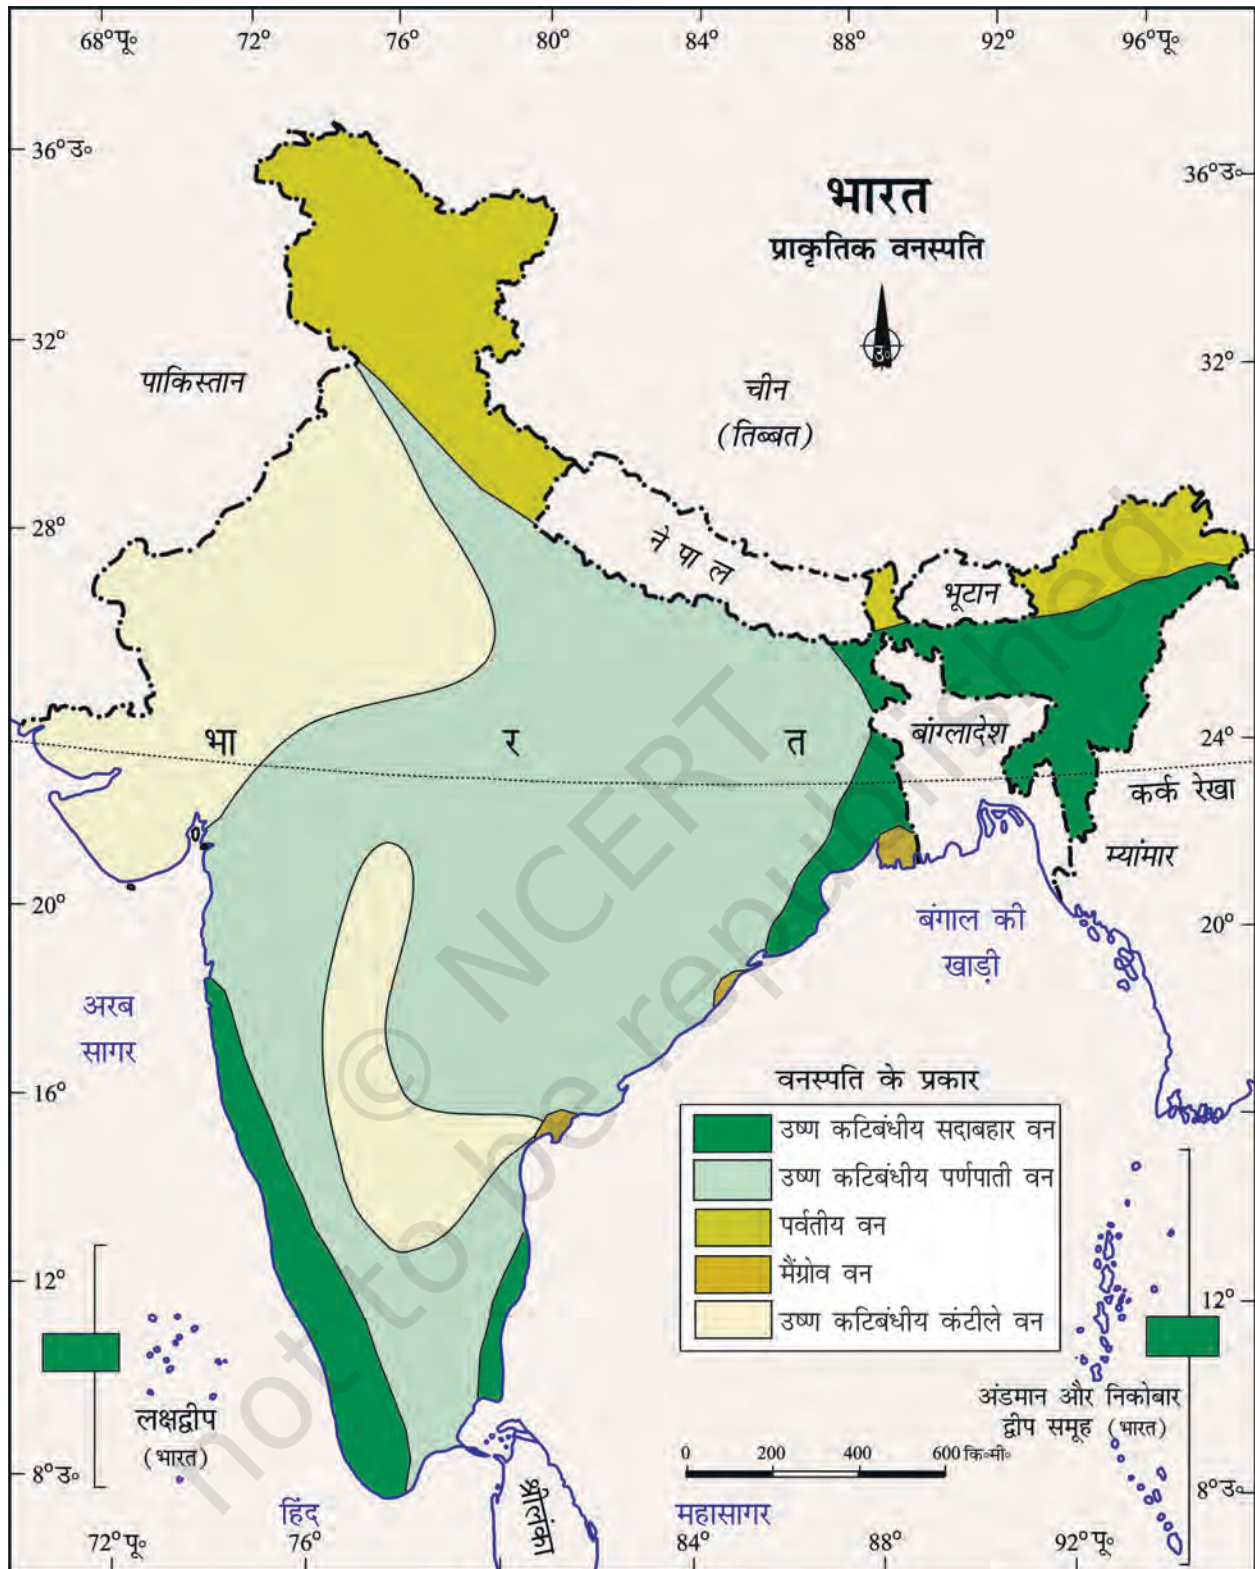 68°पू॰ 72° 76° 80° 84° 88° 92° 96°पू॰
36°उ॰
36°उ॰
भारत
प्राकृतिक वनस्पति
उ॰
32°
32°
पाकिस्तान
चीन
(तिब्बत)
28°
28°
नेपाल
भूटान
भारत
बांग्लादेश
24°
कर्क रेखा
म्यांमार
20°
20°
बंगाल की
खाड़ी
अरब
सागर
16°
वनस्पति के प्रकार
उष्ण कटिबंधीय सदाबहार वन
उष्ण कटिबंधीय पर्णपाती वन
पर्वतीय वन
मैंग्रोव वन
उष्ण कटिबंधीय कंटीले वन
12°
12°
लक्षद्वीप
(भारत)
अंडमान और निकोबार
द्वीप समूह (भारत)
0 200 400 600 कि॰मी॰
8°उ॰
8°उ॰
श्रीलंका
हिंद
महासागर
72°पू॰ 76° 84° 88° 92°पू॰
© NCERT
not to be republished